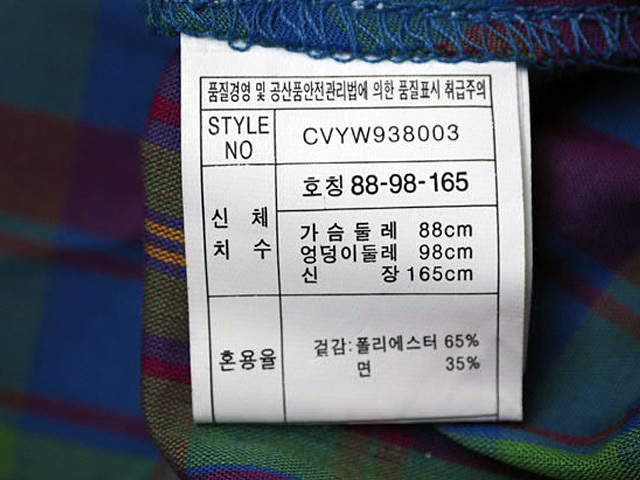 품질경영 및 공산품안전관리법에 의한 품질표시 취급주의
STYLE NO CVYW938003
호칭 88-98-165
신 체 치 수
가 슴 둘 레 88cm
엉덩이둘레 98cm
신 장 165cm
혼용율
겉감:폴리에스터 65%
면 35%